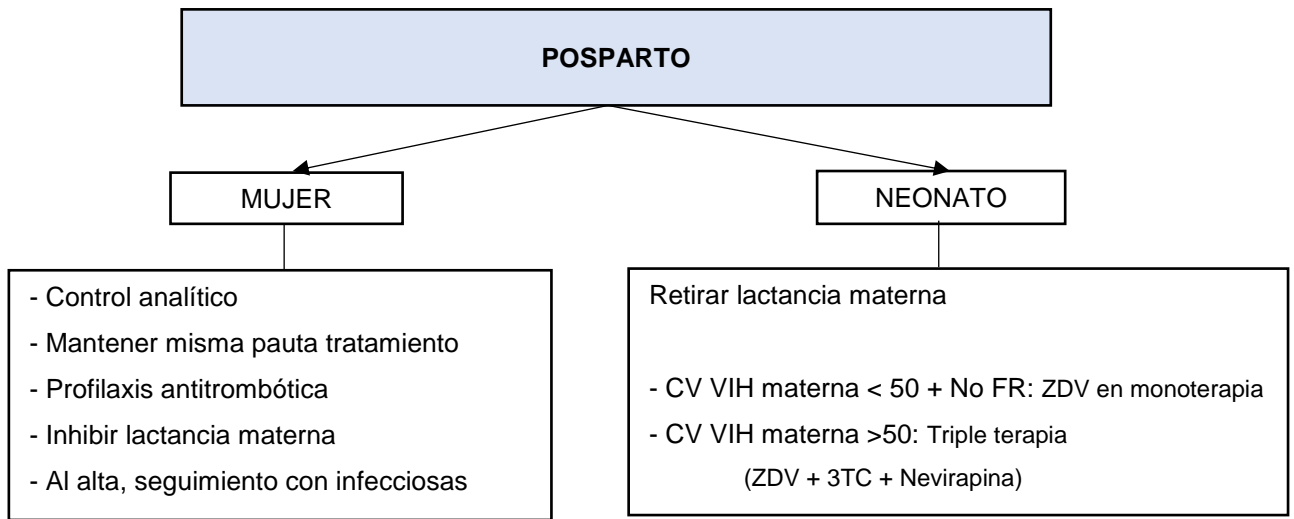 POSPARTO
MUJER
NEONATO
- Control analítico
- Mantener misma pauta tratamiento
- Profilaxis antitrombótica
- Inhibir lactancia materna
- Al alta, seguimiento con infecciosas
Retirar lactancia materna
- CV VIH materna < 50 + No FR: ZDV en monoterapia
- CV VIH materna >50: Triple terapia
(ZDV + 3TC + Nevirapina)